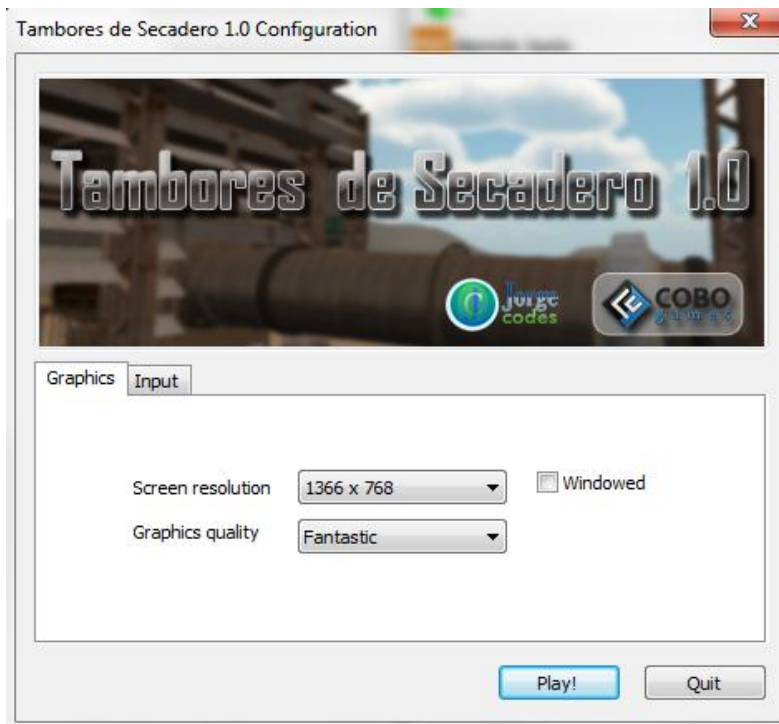 Tambores de Secadero 1.0 Configuration
Tambores de Secadero 1.0
Jorge
codes
COBO
games
Graphics
Input
Screen resolution
1366 x 768
Windowed
Graphics quality
Fantastic
Play!
Quit